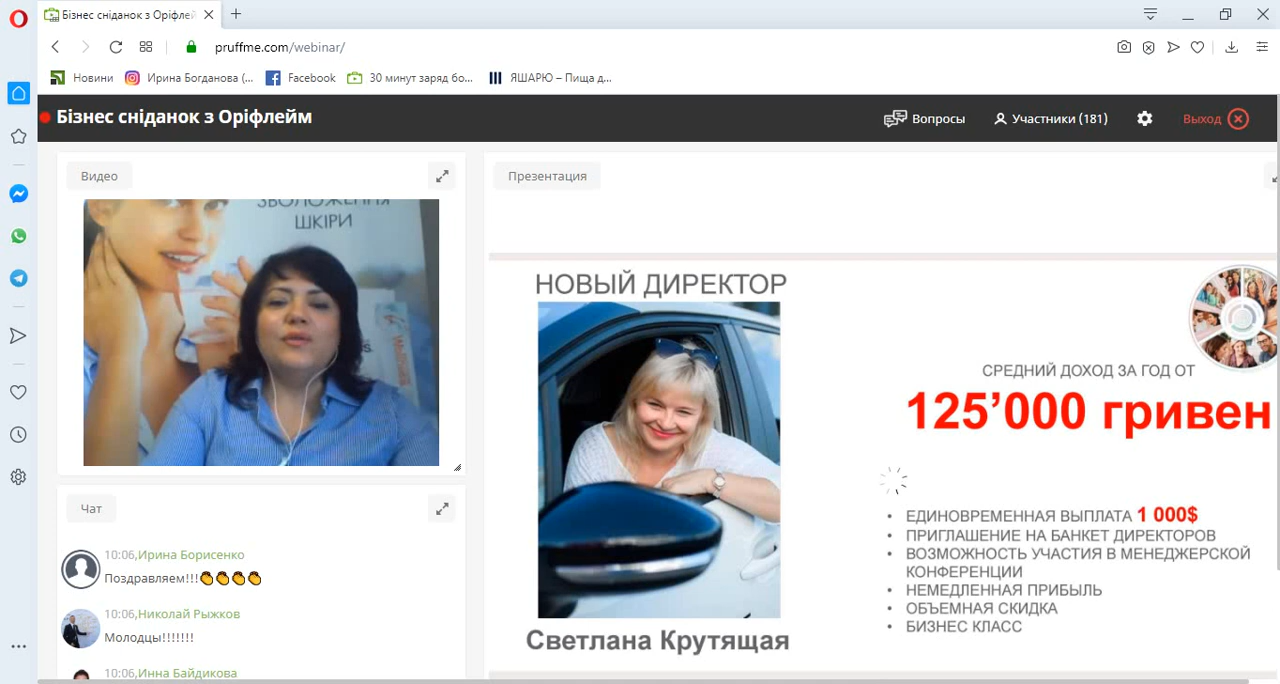 Бізнес сніданок з Оріфлей
pruffme.com/webinar/
Новини
Ирина Богданова (...
Facebook
30 минут заряд бо...
ЯШАРЮ – Пища д...
Бізнес сніданок з Оріфлейм
Вопросы
Участники (181)
Выход
Видео
ЗВОЛОЖЕННЯ
ШКІРИ
Презентация
НОВЫЙ ДИРЕКТОР
Светлана Крутящая
СРЕДНИЙ ДОХОД ЗА ГОД ОТ
125’000 гривен
• ЕДИНОВРЕМЕННАЯ ВЫПЛАТА 1 000$
• ПРИГЛАШЕНИЕ НА БАНКЕТ ДИРЕКТОРОВ
• ВОЗМОЖНОСТЬ УЧАСТИЯ В МЕНЕДЖЕРСКОЙ
КОНФЕРЕНЦИИ
• НЕМЕДЛЕННАЯ ПРИБЫЛЬ
• ОБЪЕМНАЯ СКИДКА
• БИЗНЕС КЛАСС
Чат
10:06,Ирина Борисенко
Поздравляем!!!👏👏👏👏
10:06,Николай Рыжков
Молодцы!!!!!!!
10:06,Инна Байдикова